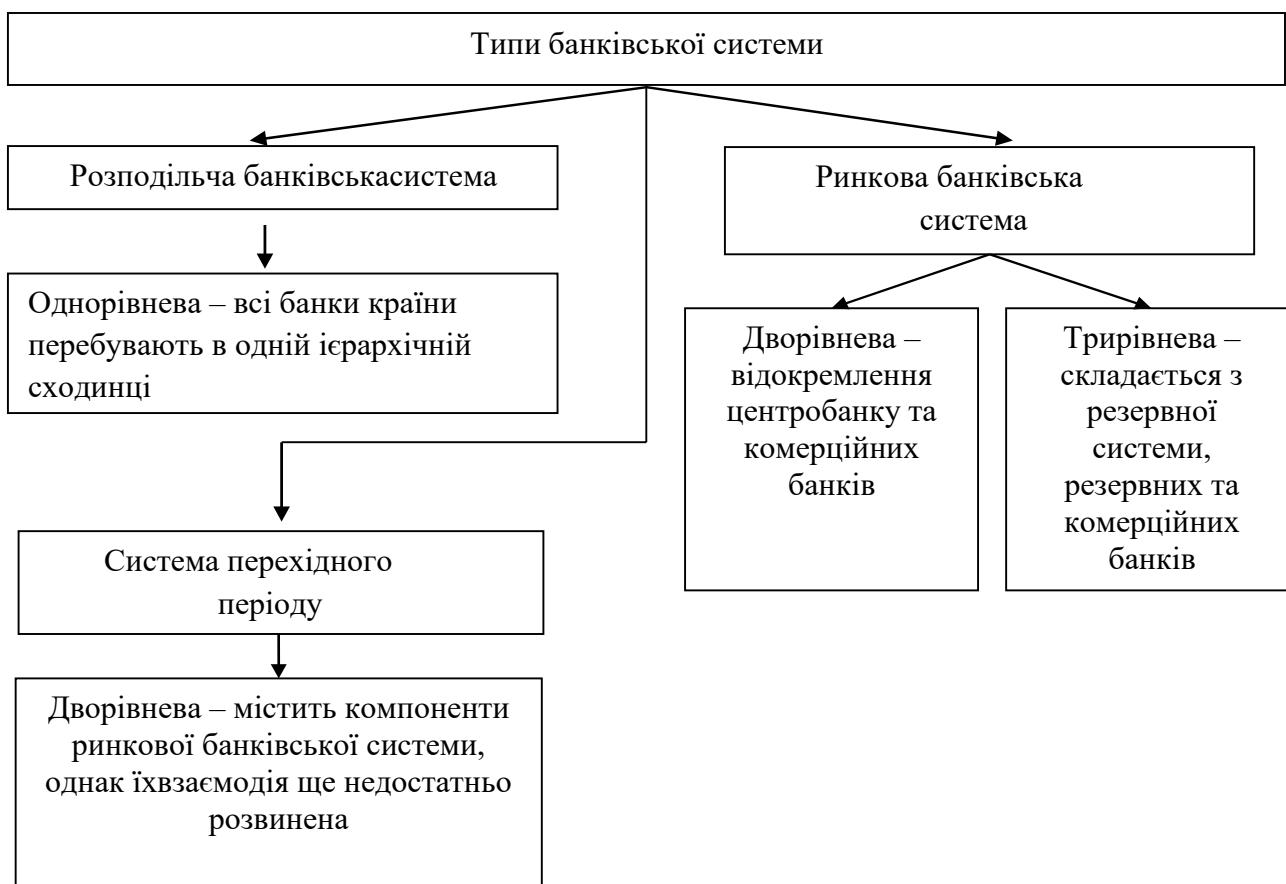 Типи банківської системи
Розподільча банківськасистема
Ринкова банківська
система
Однорівнева – всі банки країни
перебувають в одній ієрархічній
сходинці
Дворівнева –
відокремлення
центробанку та
комерційних
банків
Трирівнева –
складається з
резервної
системи,
резервних та
комерційних
банків
Система перехідного
періоду
Дворівнева – містить компоненти
ринкової банківської системи,
однак їхвзаємодія ще недостатньо
розвинена